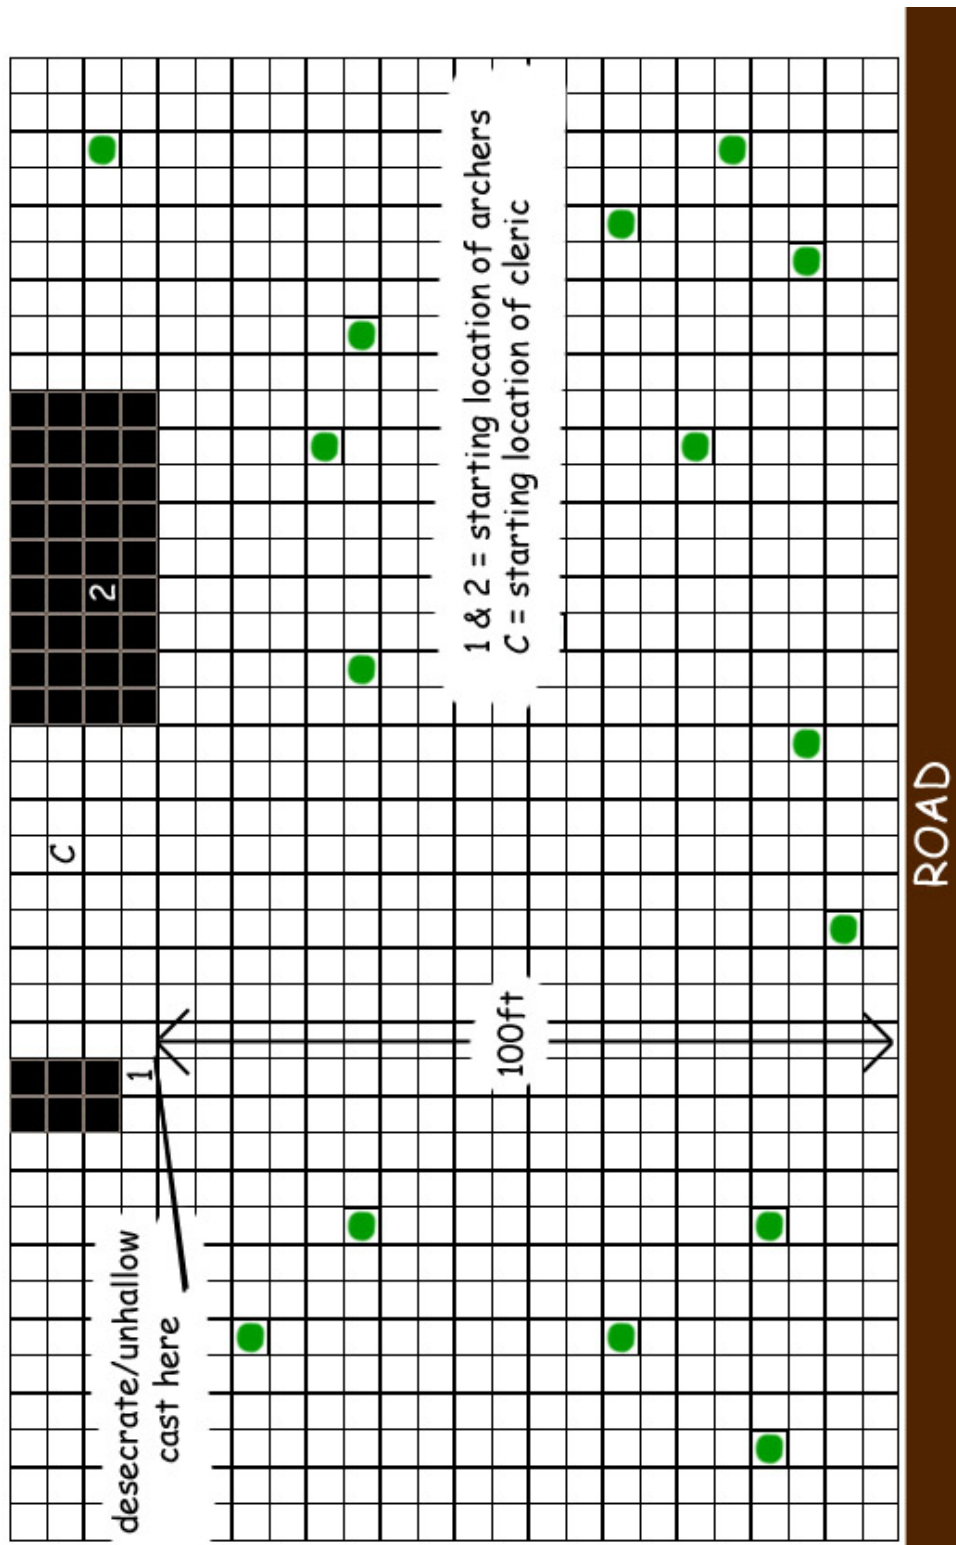 desecrate/unhallow
cast here
1
C
2
100ft
1 & 2 = starting location of archers
C = starting location of cleric
ROAD